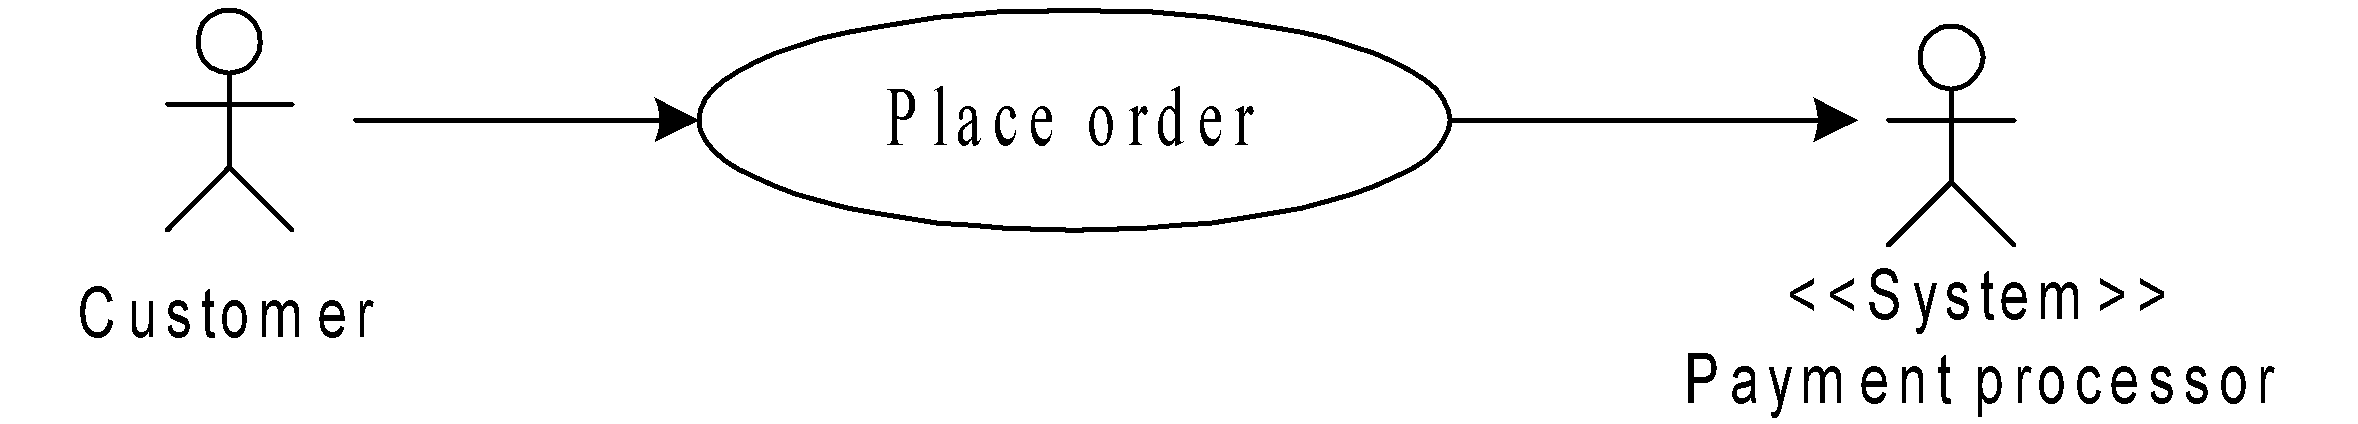 Place order
Customer
<<System>>
Payment processor